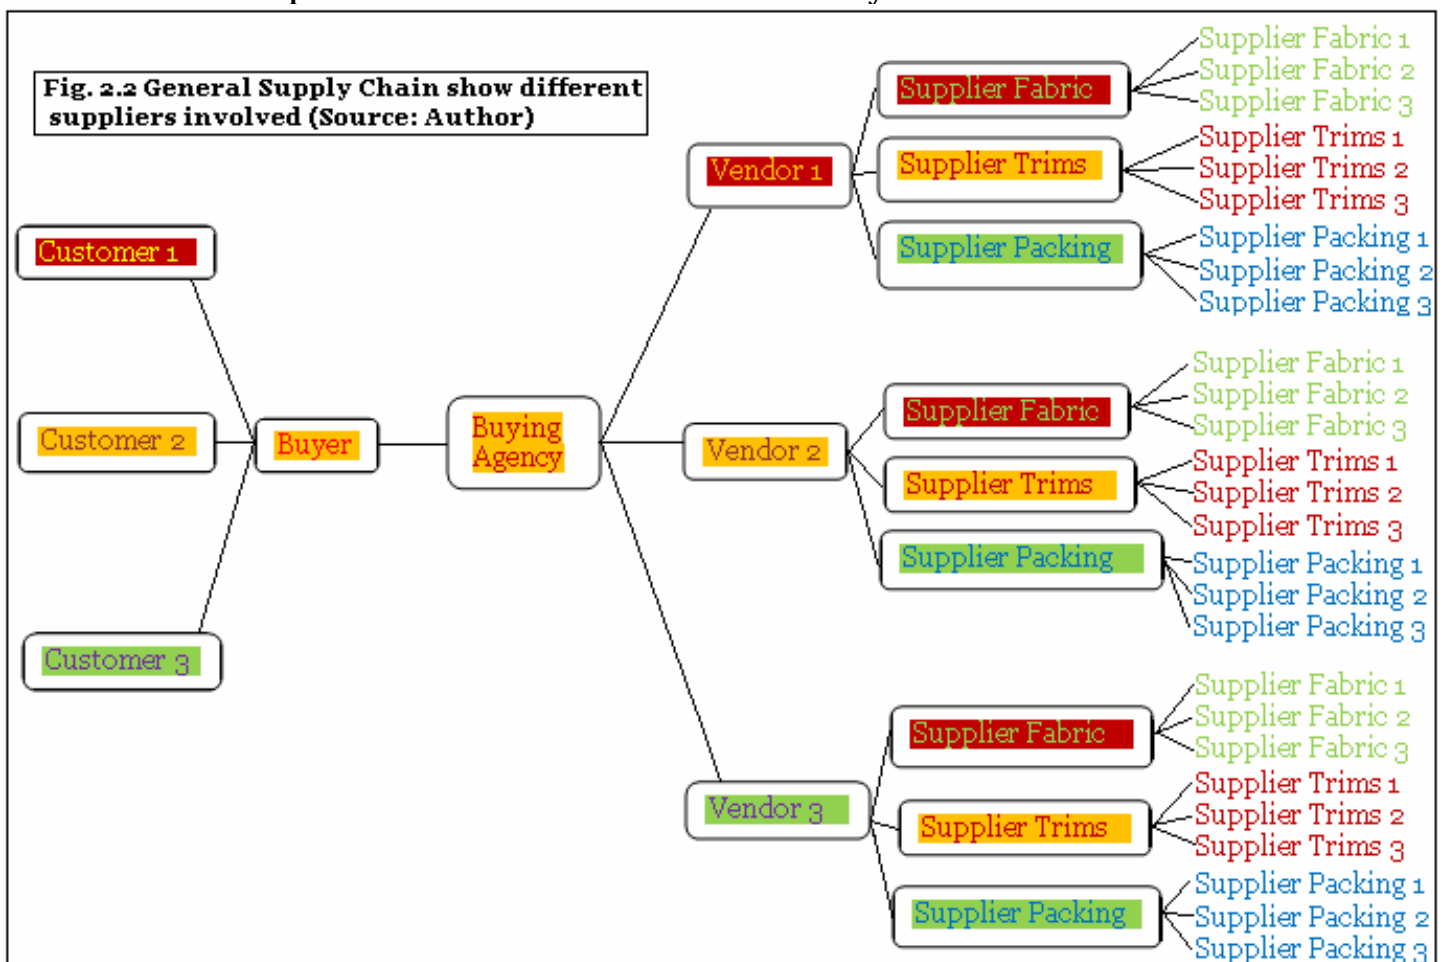 Fig. 2.2 General Supply Chain show different
suppliers involved (Source: Author)
Customer 1
Customer 2
Customer 3
Buyer
Buying
Agency
Vendor 1
Supplier Fabric
Supplier Fabric 1
Supplier Fabric 2
Supplier Fabric 3
Supplier Trims
Supplier Trims 1
Supplier Trims 2
Supplier Trims 3
Supplier Packing
Supplier Packing 1
Supplier Packing 2
Supplier Packing 3
Vendor 2
Supplier Fabric
Supplier Fabric 1
Supplier Fabric 2
Supplier Fabric 3
Supplier Trims
Supplier Trims 1
Supplier Trims 2
Supplier Trims 3
Supplier Packing
Supplier Packing 1
Supplier Packing 2
Supplier Packing 3
Vendor 3
Supplier Fabric
Supplier Fabric 1
Supplier Fabric 2
Supplier Fabric 3
Supplier Trims
Supplier Trims 1
Supplier Trims 2
Supplier Trims 3
Supplier Packing
Supplier Packing 1
Supplier Packing 2
Supplier Packing 3